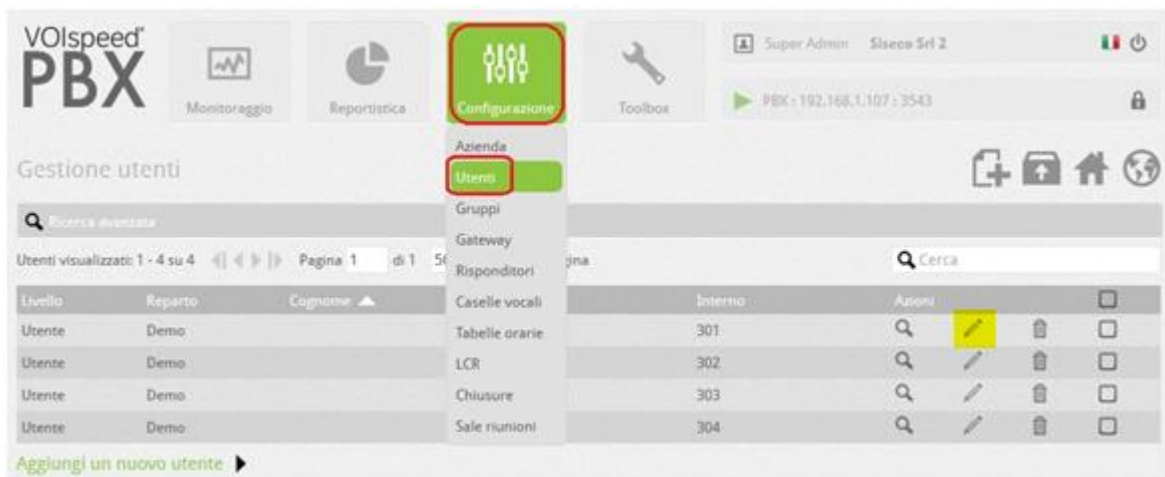 VOIspeed®
PBX
Monitoraggio
Reportistica
Configurazione
Toolbox
Super Admin Siseco Srl 2
PBX : 192.168.1.107 : 3543
Gestione utenti
Azienda
Utenti
Gruppi
Gateway
Risponditori
Caselle vocali
Tabelle orarie
LCR
Chiusure
Sale riunioni
Ricerca avanzata
Utenti visualizzati: 1 - 4 su 4 Pagina 1 di 1
Cerca
Livello Reparto Cognome Interno Azioni
Utente Demo 301
Utente Demo 302
Utente Demo 303
Utente Demo 304
Aggiungi un nuovo utente